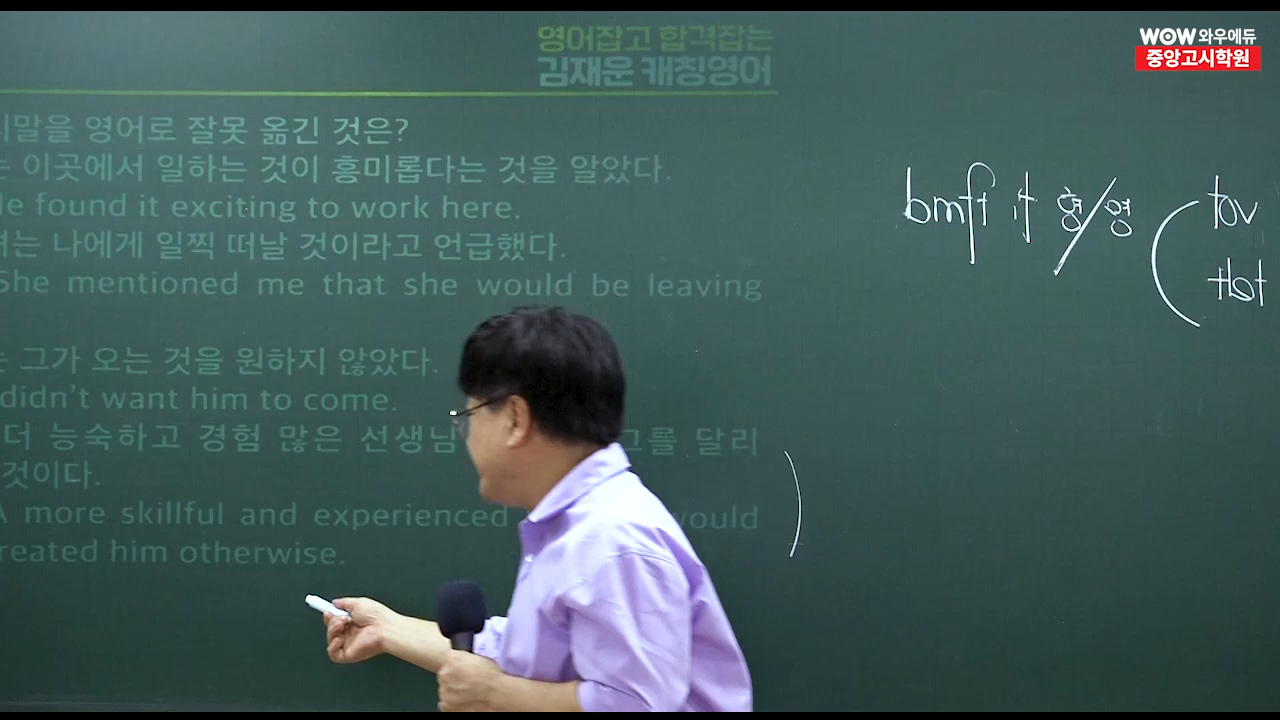 영어잡고 합격잡는
김재운 캐칭영어
WOW 와우에듀
중앙고시학원
말을 영어로 잘못 옮긴 것은?
이곳에서 일하는 것이 흥미롭다는 것을 알았다.
found it exciting to work here.
는 나에게 일찍 떠날 것이라고 언급했다.
She mentioned me that she would be leaving
그가 오는 것을 원하지 않았다.
didn't want him to come.
더 능숙하고 경험 많은 선생님 그를 달리
것이다.
A more skillful and experienced would
reated him otherwise.
bmft it 형/명
tov
that